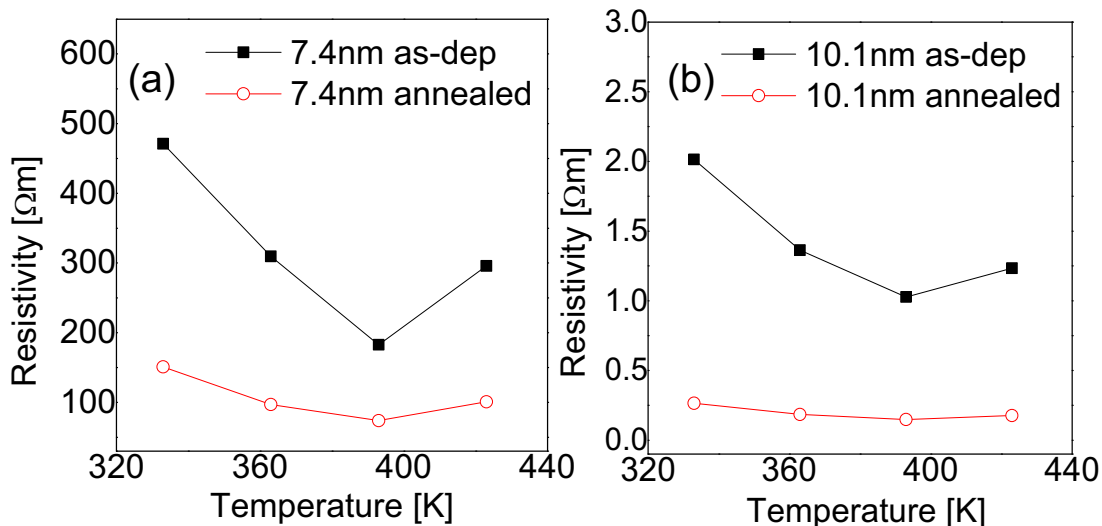 (a)
7.4nm as-dep
7.4nm annealed
Resistivity [Ωm]
600
500
400
300
200
100
320
360
400
440
Temperature [K]
(b)
10.1nm as-dep
10.1nm annealed
Resistivity [Ωm]
3.0
2.5
2.0
1.5
1.0
0.5
0.0
320
360
400
440
Temperature [K]